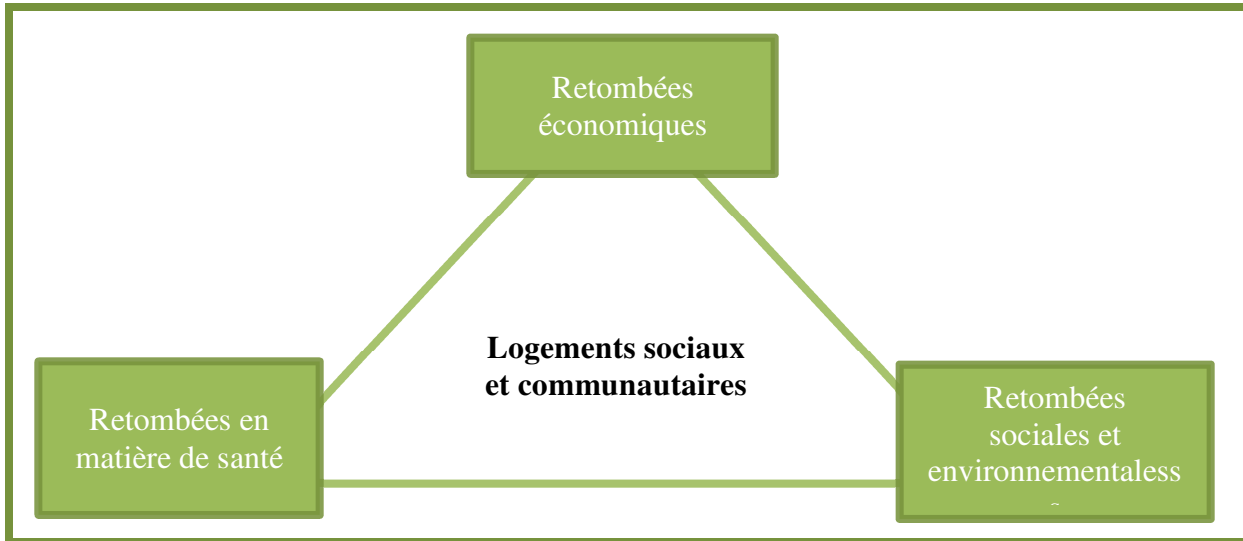 Retombées
économiques
Logements sociaux
et communautaires
Retombées en
matière de santé
Retombées
sociales et
environnementaless